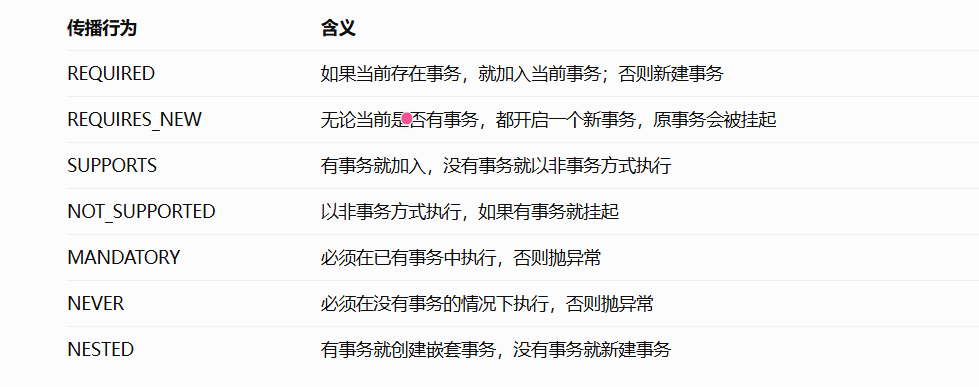 传播行为 含义
REQUIRED 如果当前存在事务，就加入当前事务；否则新建事务
REQUIRES_NEW 无论当前是否有事务，都开启一个新事务，原事务会被挂起
SUPPORTS 有事务就加入，没有事务就以非事务方式执行
NOT_SUPPORTED 以非事务方式执行，如果有事务就挂起
MANDATORY 必须在已有事务中执行，否则抛异常
NEVER 必须在没有事务的情况下执行，否则抛异常
NESTED 有事务就创建嵌套事务，没有事务就新建事务